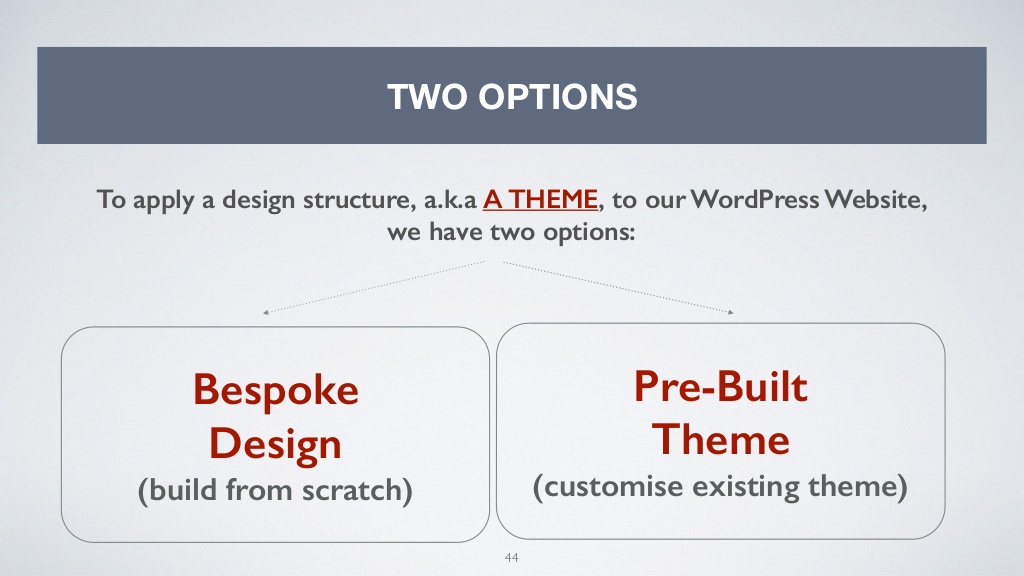 TWO OPTIONS
To apply a design structure, a.k.a A THEME, to our WordPress Website,
we have two options:
Bespoke
Design
(build from scratch)
Pre-Built
Theme
(customise existing theme)
44